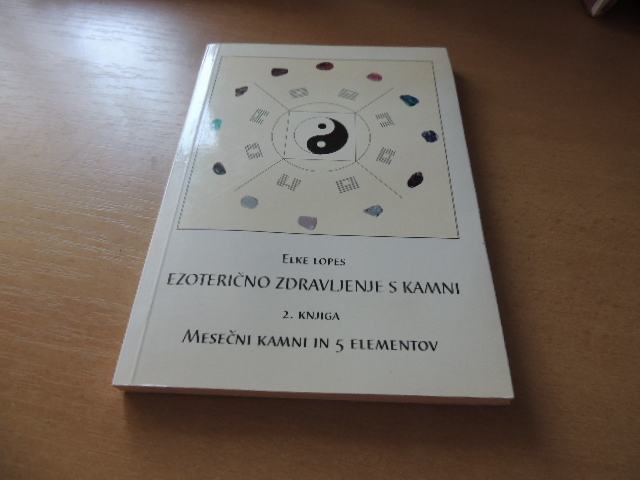 Elke Lopes
Ezoterično zdravljenje s kamni
2. knjiga
Mesečni kamni in 5 elementov